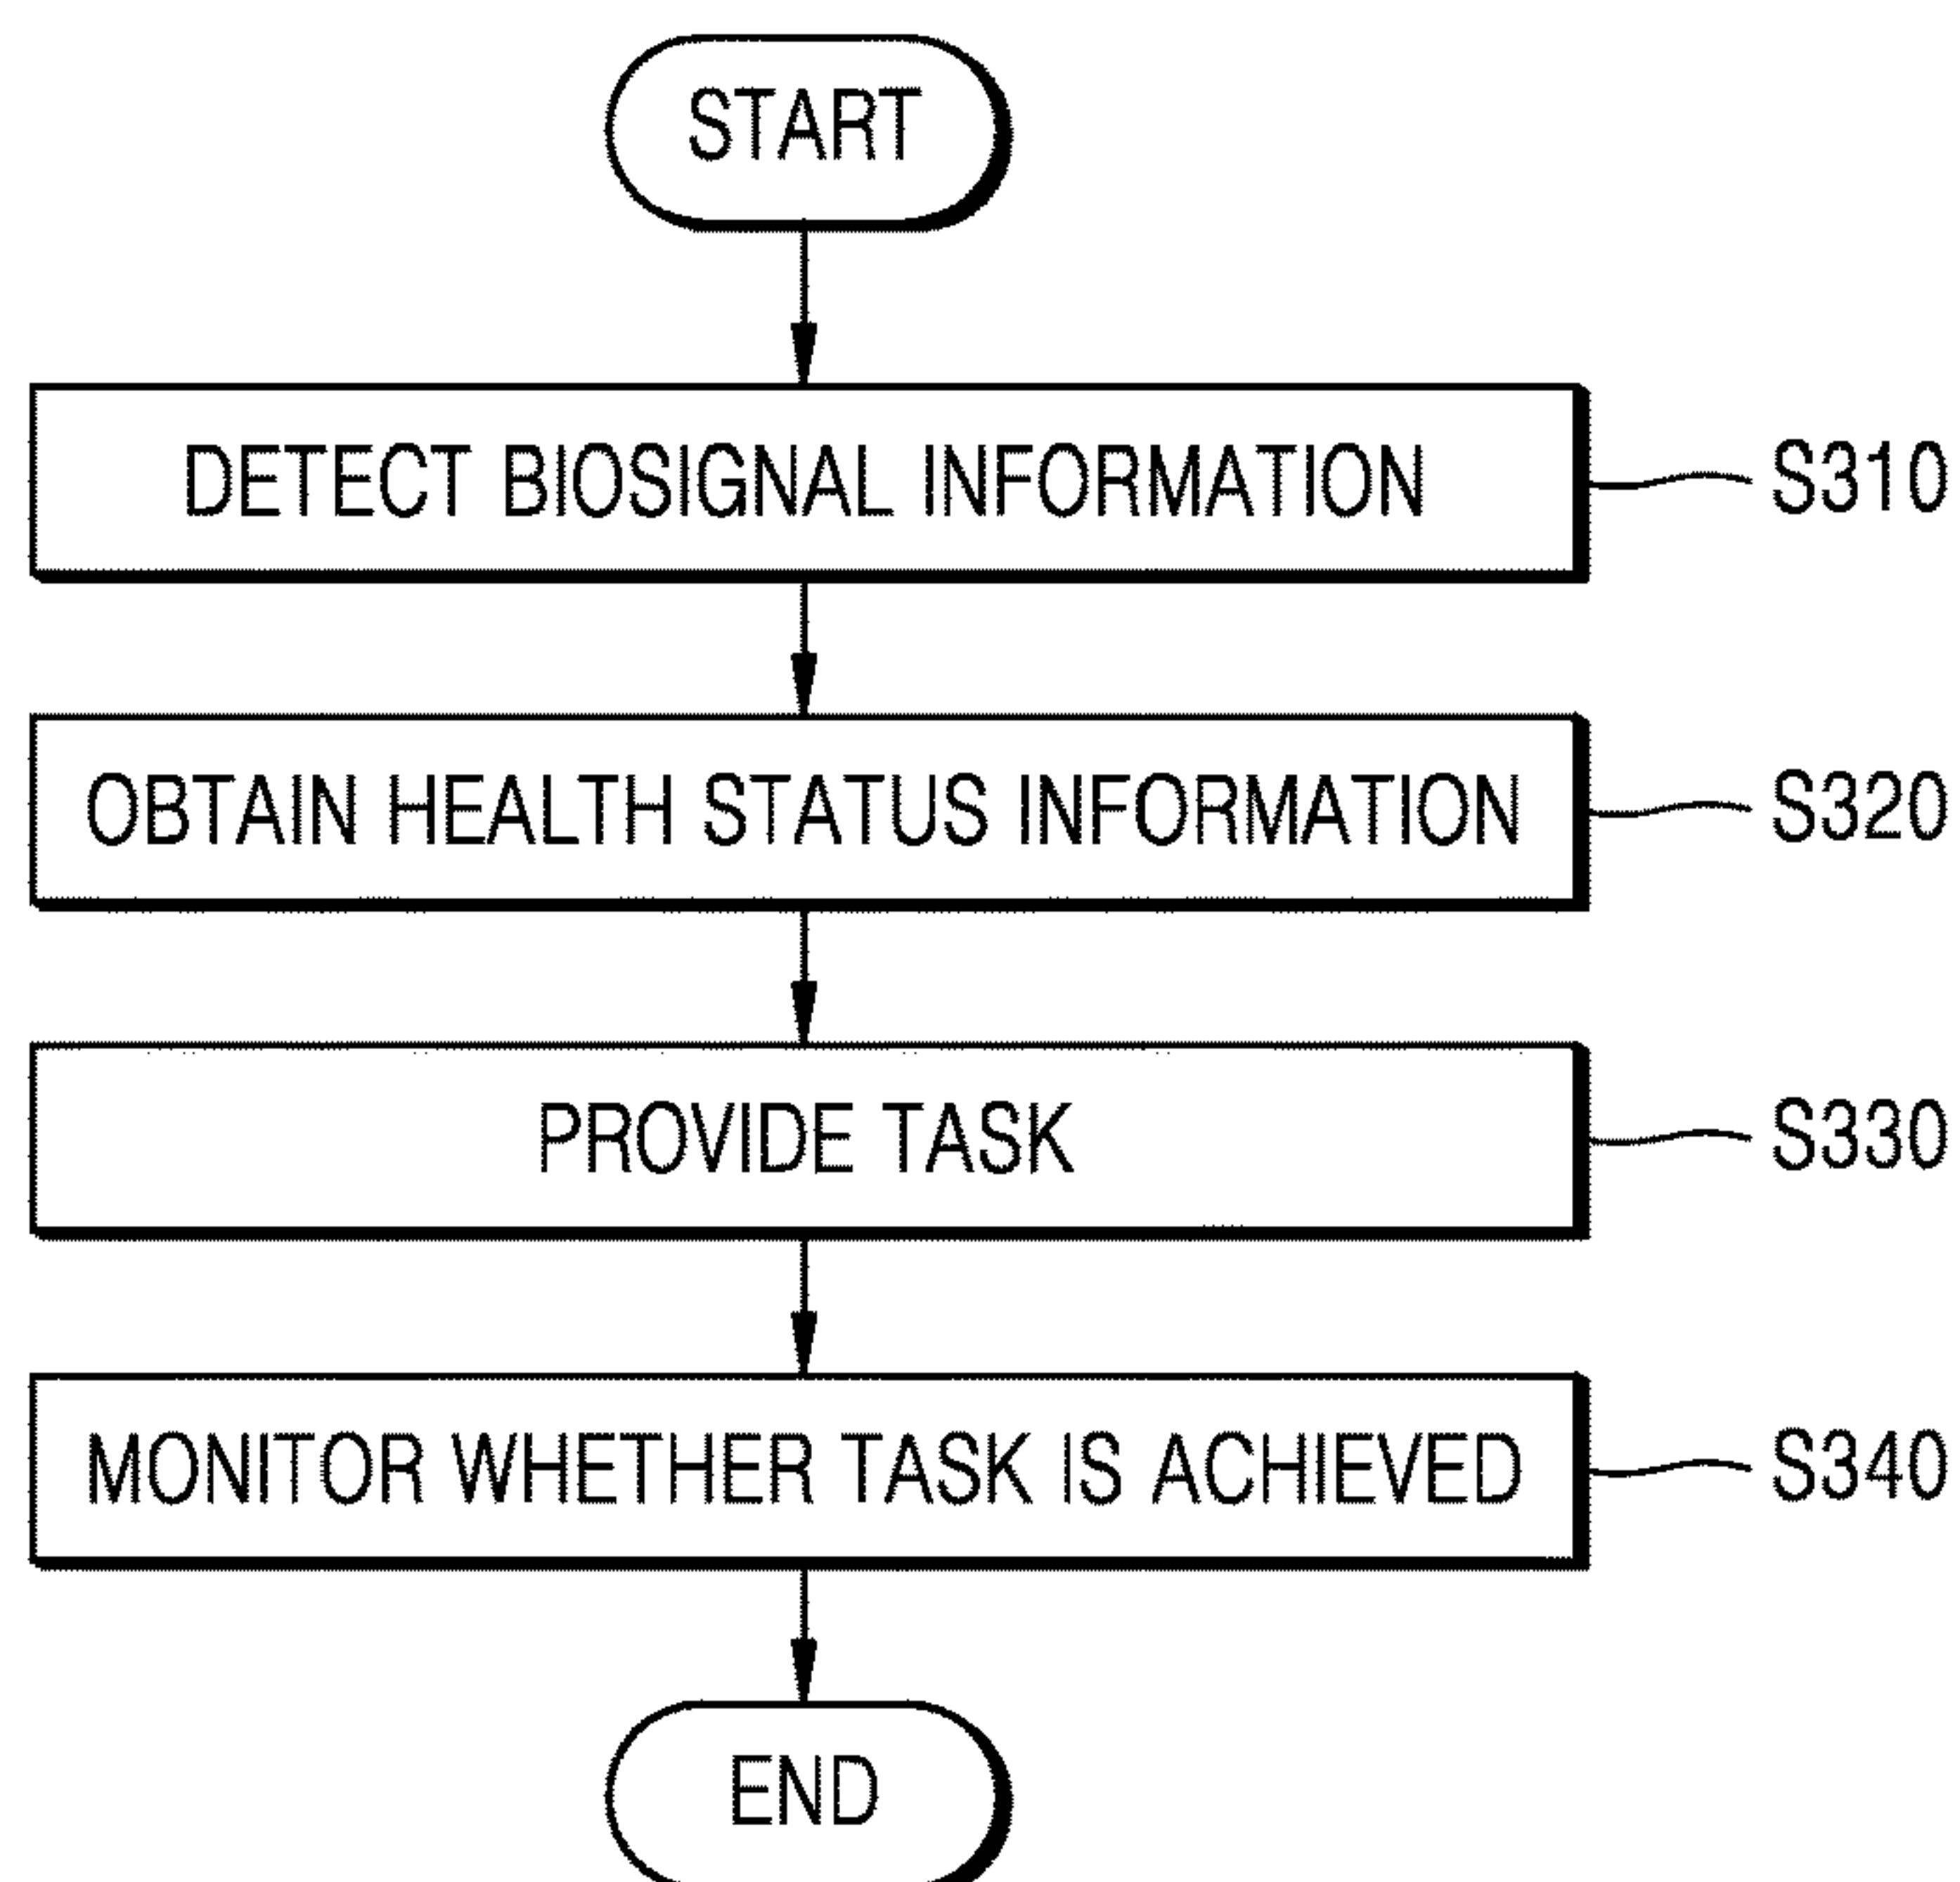 START
DETECT BIOSIGNAL INFORMATION
S310
OBTAIN HEALTH STATUS INFORMATION
S320
PROVIDE TASK
S330
MONITOR WHETHER TASK IS ACHIEVED
S340
END